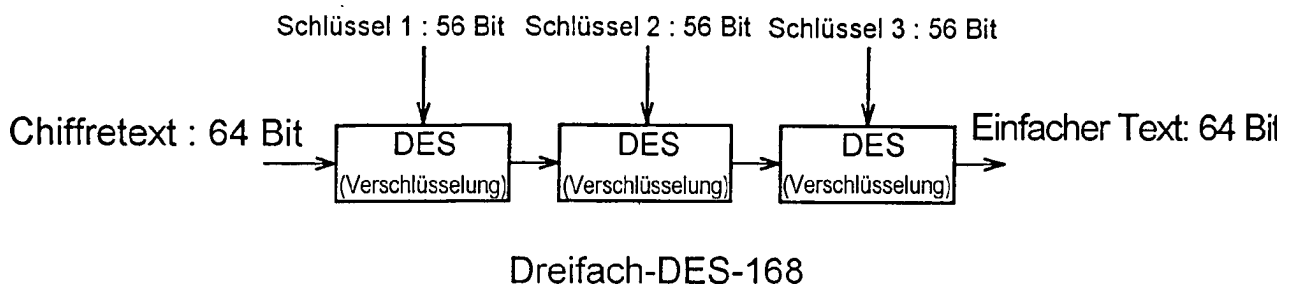 Schlüssel 1 : 56 Bit Schlüssel 2 : 56 Bit Schlüssel 3 : 56 Bit
Chiffretext : 64 Bit
DES
(Verschlüsselung)
DES
(Verschlüsselung)
DES
(Verschlüsselung)
Einfacher Text: 64 Bit
Dreifach-DES-168